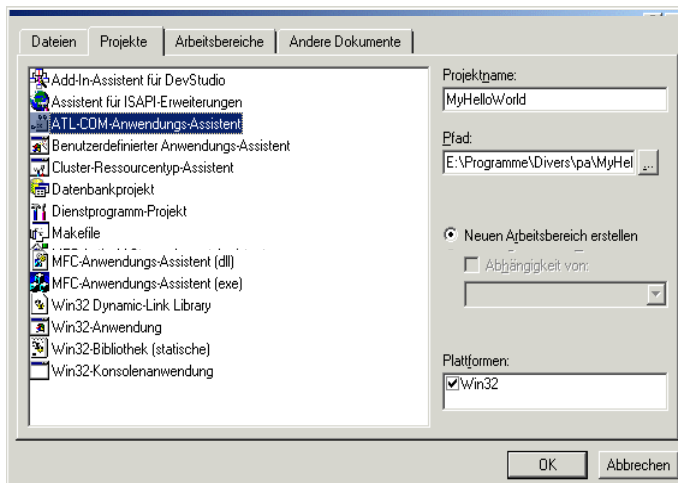 Dateien
Projekte
Arbeitsbereiche
Andere Dokumente
Add-In-Assistent für DevStudio
Assistent für ISAPI-Erweiterungen
ATL-COM-Anwendungs-Assistent
Benutzerdefinierter Anwendungs-Assistent
Cluster-Ressourcentyp-Assistent
Datenbankprojekt
Dienstprogramm-Projekt
Makefile
MFC-Anwendungs-Assistent (dll)
MFC-Anwendungs-Assistent (exe)
Win32 Dynamic-Link Library
Win32-Anwendung
Win32-Bibliothek (statische)
Win32-Konsolenanwendung
Projektname:
MyHelloWorld
Pfad:
E:\Programme\Divers\pa\MyHel
...
Neuen Arbeitsbereich erstellen
Abhängigkeit von:
Plattformen:
Win32
OK
Abbrechen